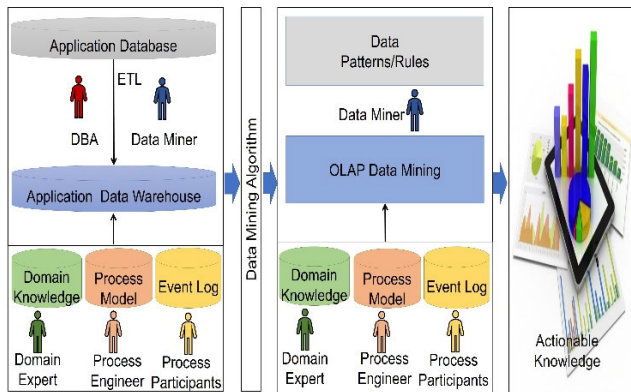 Application Database
ETL
DBA
Data Miner
Application Data Warehouse
Domain
Knowledge
Process
Model
Event Log
Domain
Expert
Process
Engineer
Process
Participants
Data Mining Algorithm
Data
Patterns/Rules
Data Miner
OLAP Data Mining
Domain
Knowledge
Process
Model
Event Log
Domain
Expert
Process
Engineer
Process
Participants
Actionable
Knowledge